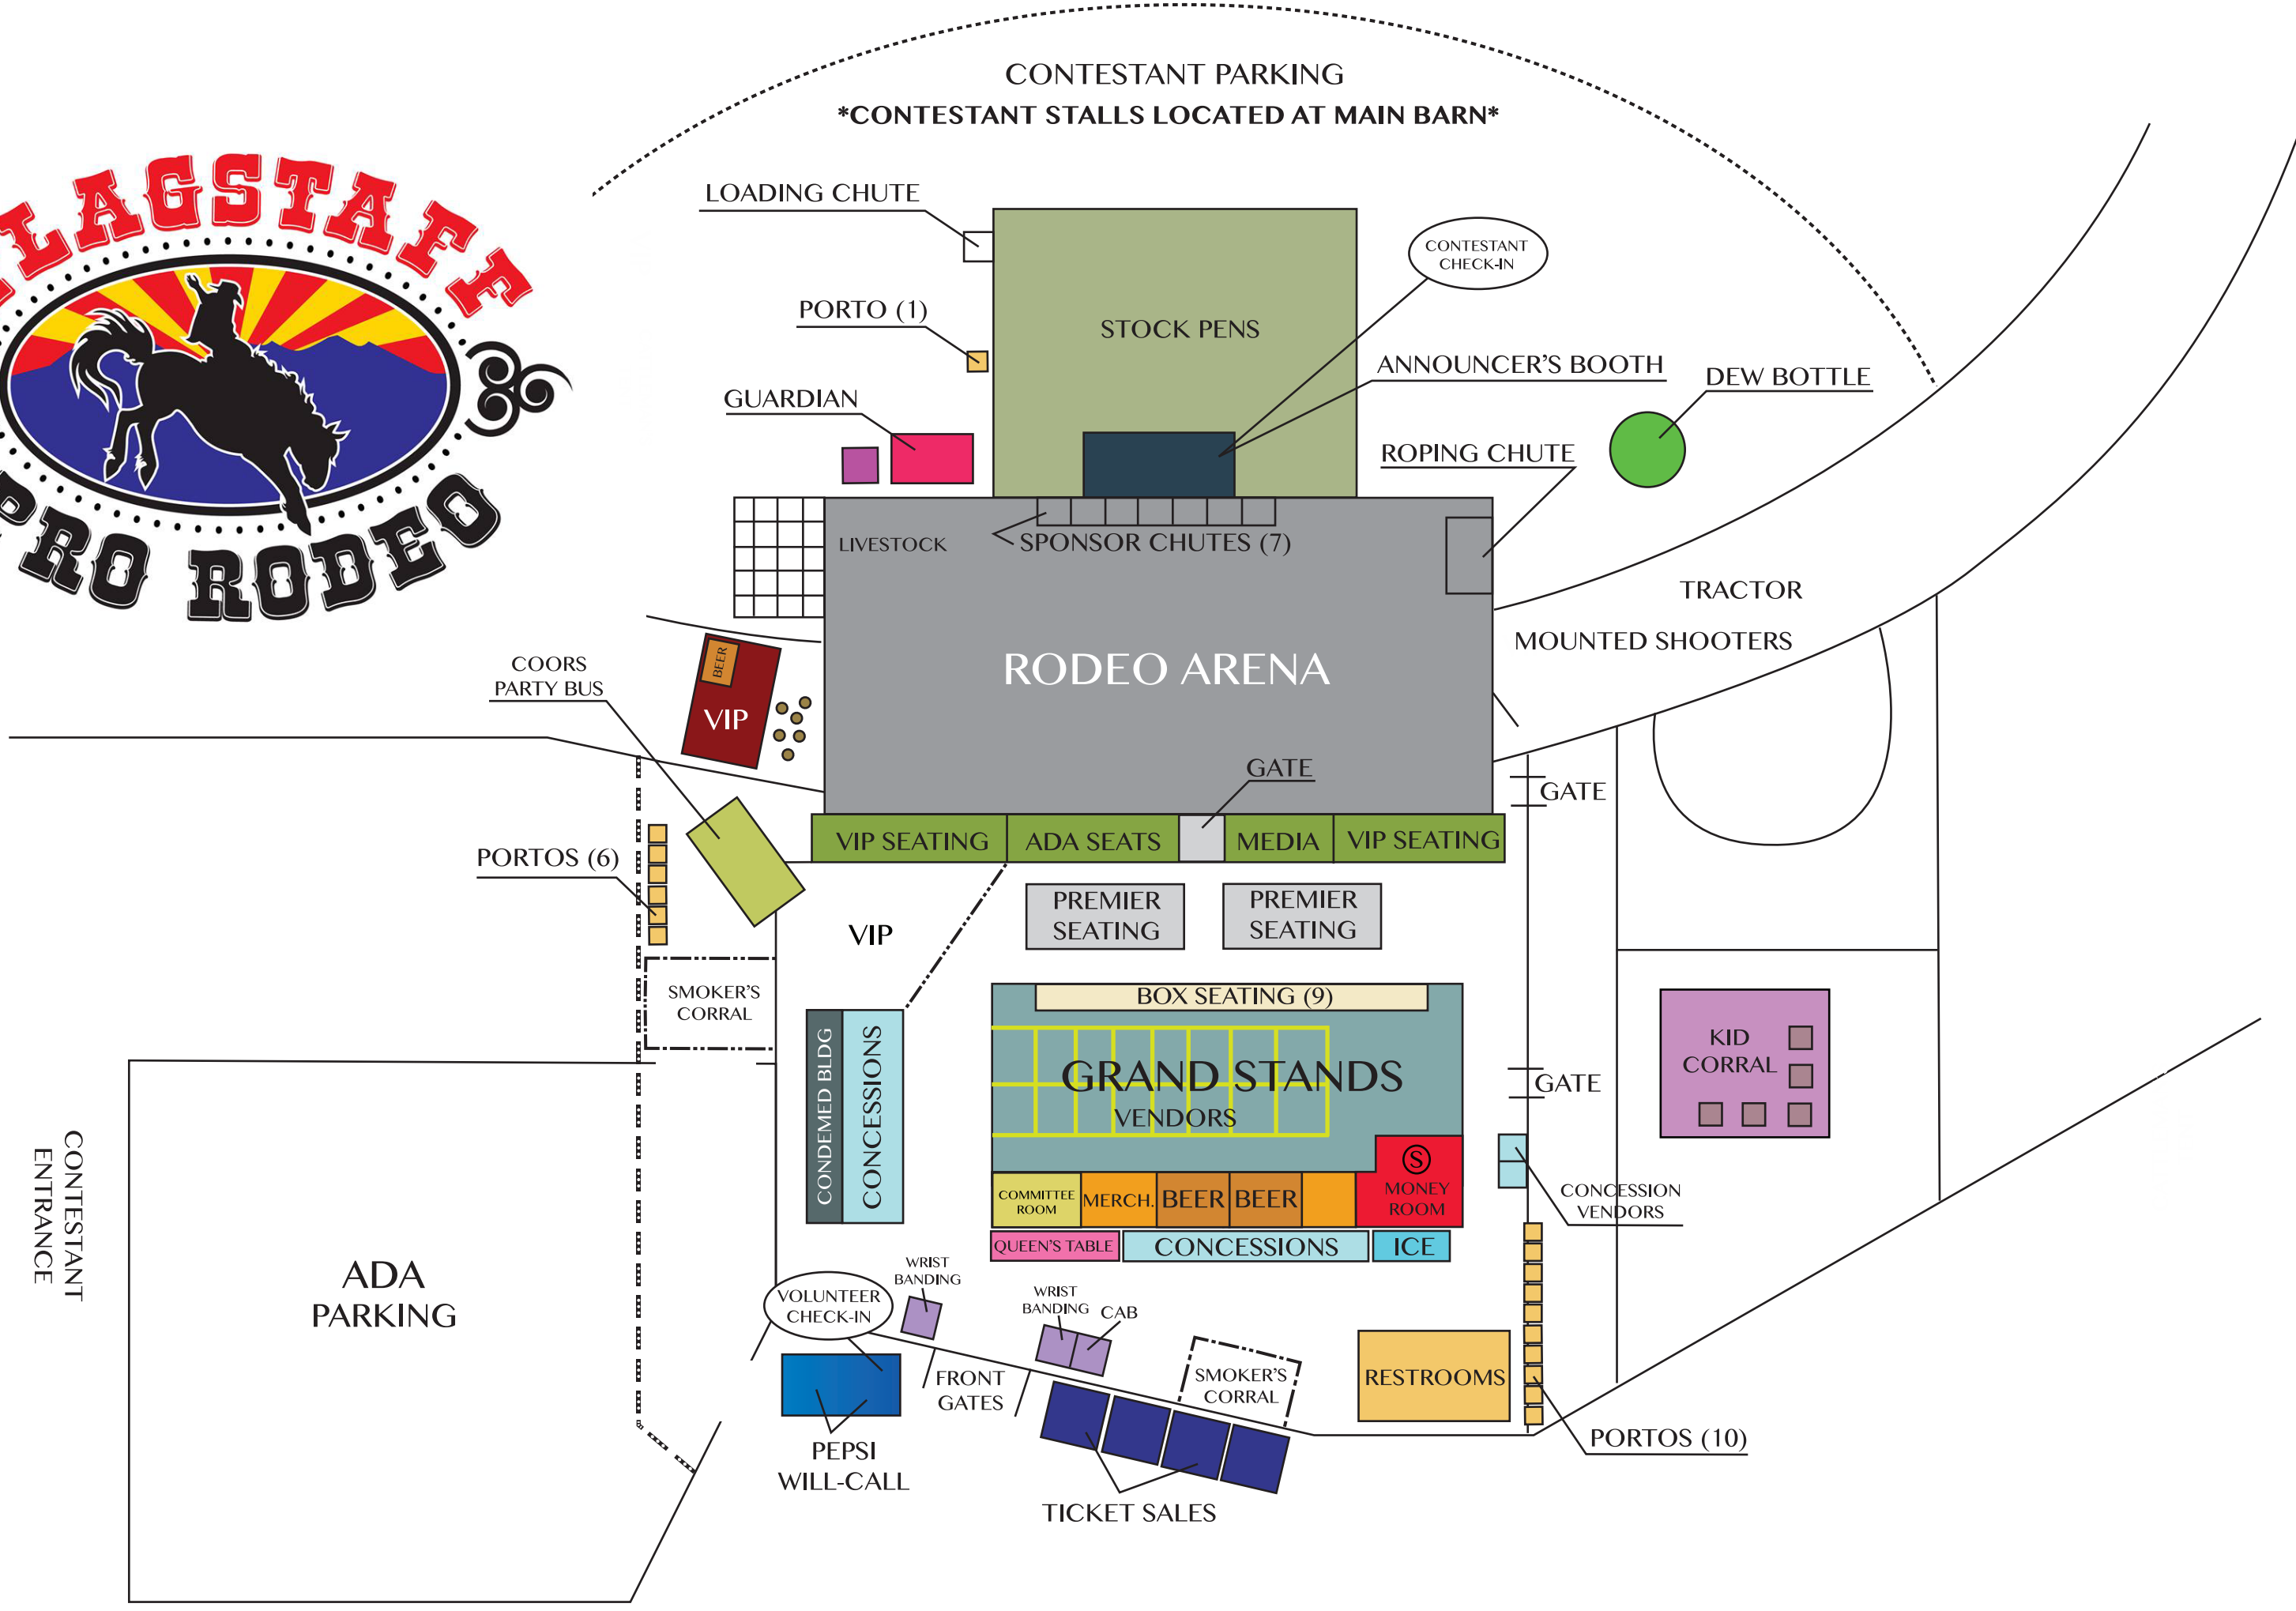 CONTESTANT PARKING
*CONTESTANT STALLS LOCATED AT MAIN BARN*
FLAGSTAFF
PRO RODEO
LOADING CHUTE
CONTESTANT
CHECK-IN
PORTO (1)
STOCK PENS
ANNOUNCER'S BOOTH
DEW BOTTLE
GUARDIAN
ROPING CHUTE
LIVESTOCK
SPONSOR CHUTES (7)
TRACTOR
MOUNTED SHOOTERS
RODEO ARENA
COORS
PARTY BUS
BEER
VIP
GATE
GATE
PORTOS (6)
VIP SEATING
ADA SEATS
MEDIA
VIP SEATING
PREMIER
SEATING
PREMIER
SEATING
VIP
SMOKER'S
CORRAL
BOX SEATING (9)
CONDEMED BLDG
CONCESSIONS
GRAND STANDS
VENDORS
GATE
KID
CORRAL
S
MONEY
ROOM
COMMITTEE
ROOM
MERCH.
BEER
BEER
CONCESSION
VENDORS
QUEEN'S TABLE
CONCESSIONS
ICE
CONTESTANT
ENTRANCE
ADA
PARKING
VOLUNTEER
CHECK-IN
WRIST
BANDING
WRIST
BANDING
CAB
FRONT
GATES
SMOKER'S
CORRAL
RESTROOMS
PORTOS (10)
PEPSI
WILL-CALL
TICKET SALES